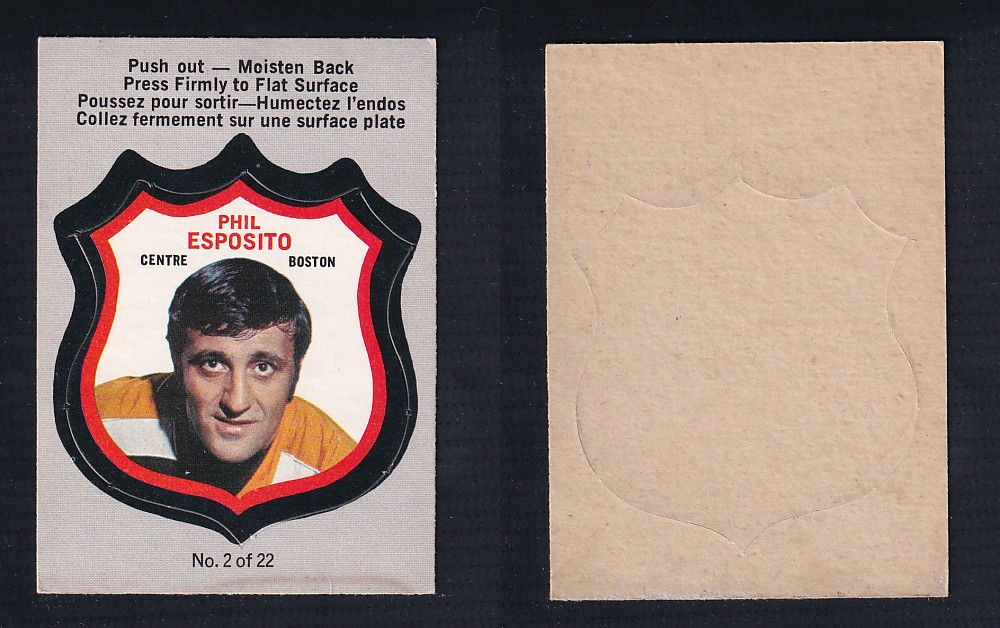 Push out — Moisten Back
Press Firmly to Flat Surface
Poussez pour sortir—Humectez l'endos
Collez fermement sur une surface plate
PHIL
ESPOSITO
CENTRE BOSTON
No. 2 of 22